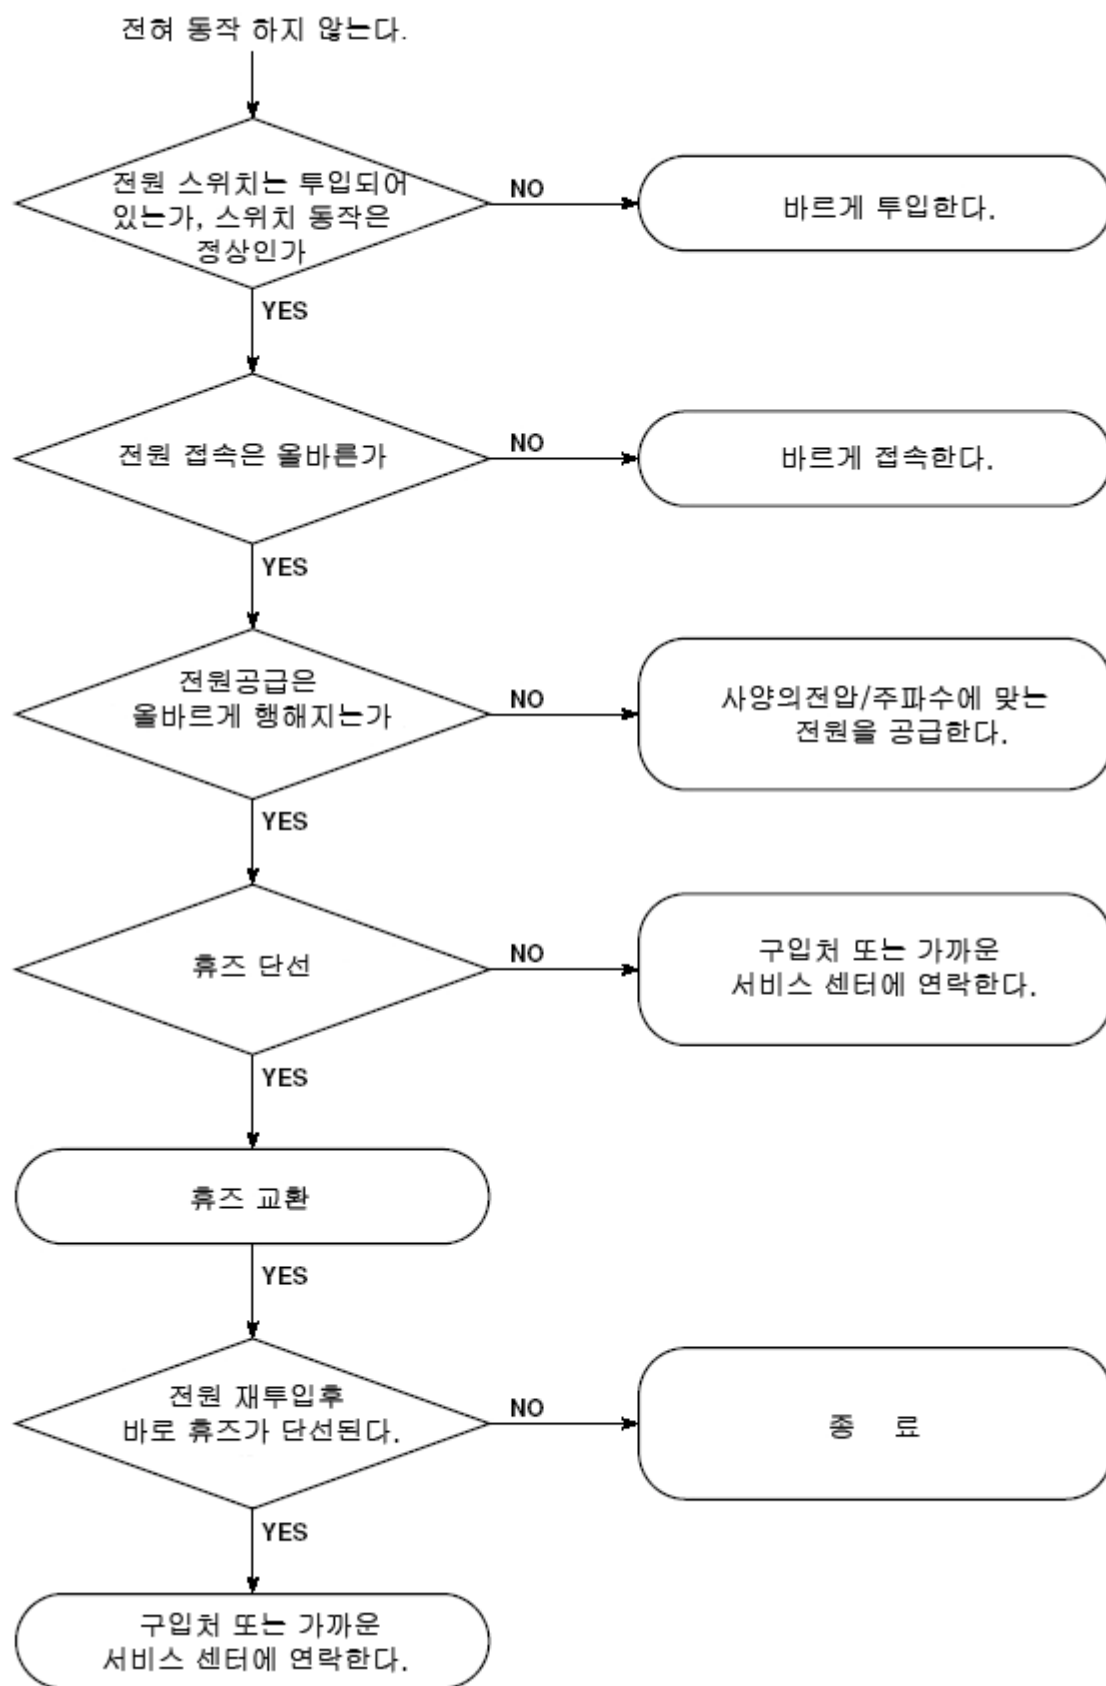 전혀 동작 하지 않는다.
전원 스위치는 투입되어
있는가, 스위치 동작은
정상인가
NO
바르게 투입한다.
YES
전원 접속은 올바른가
NO
바르게 접속한다.
YES
전원공급은
올바르게 행해지는가
NO
사양의전압/주파수에 맞는
전원을 공급한다.
YES
휴즈 단선
NO
구입처 또는 가까운
서비스 센터에 연락한다.
YES
휴즈 교환
YES
전원 재투입후
바로 휴즈가 단선된다.
NO
종 료
YES
구입처 또는 가까운
서비스 센터에 연락한다.